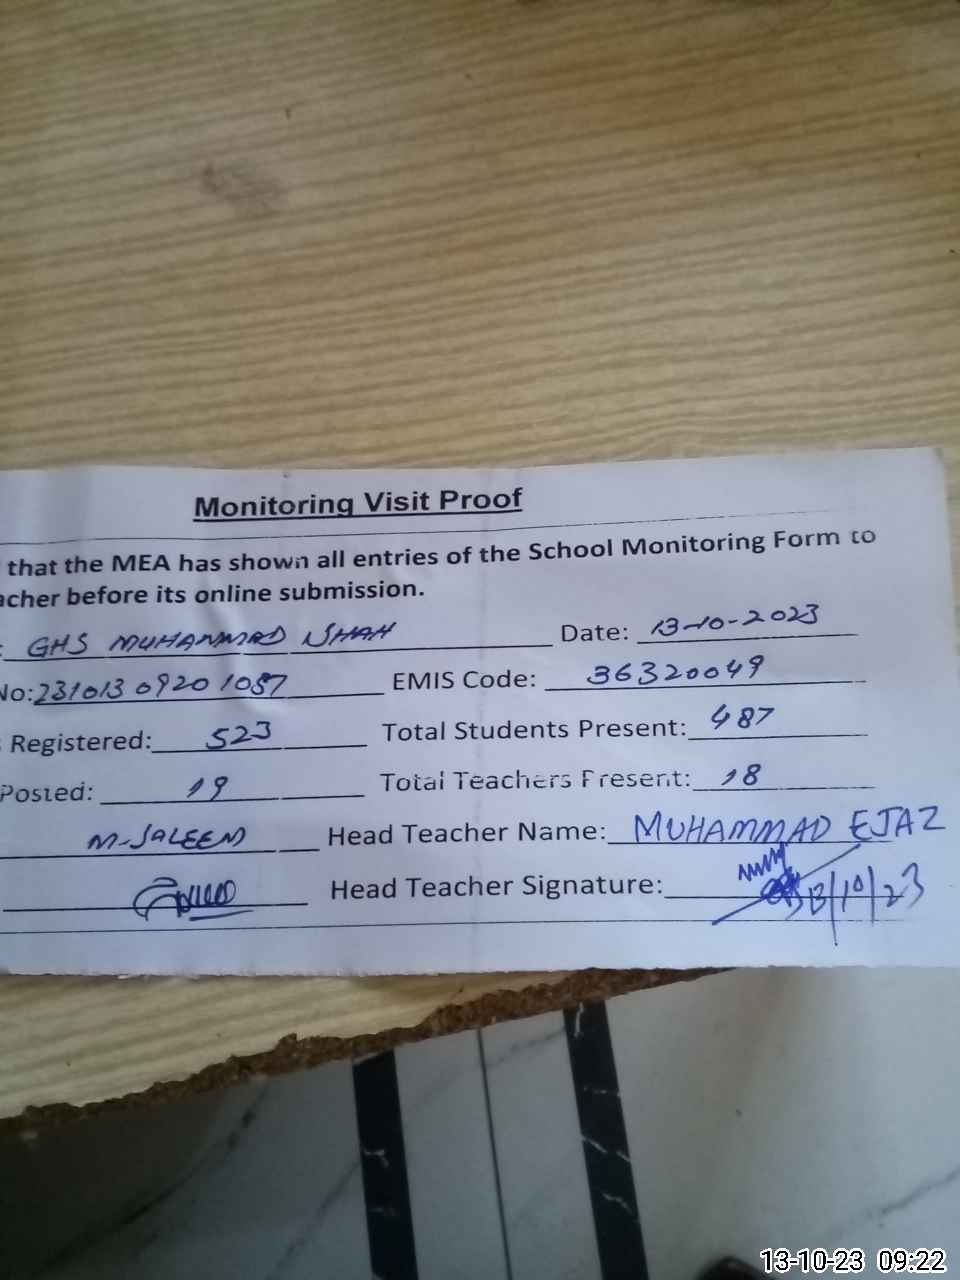 Monitoring Visit Proof
that the MEA has shown all entries of the School Monitoring Form to
acher before its online submission.
: GHS MUHAMMAD SHAH Date: 13-10-2023
No: 231013 09201087 EMIS Code: 36320049
s Registered: 523 Total Students Present: 487
Posted: 19 Total Teachers Present: 18
M-SALEEM Head Teacher Name: MUHAMMAD EJAZ
Head Teacher Signature: 13/10/23
13-10-23 09:22